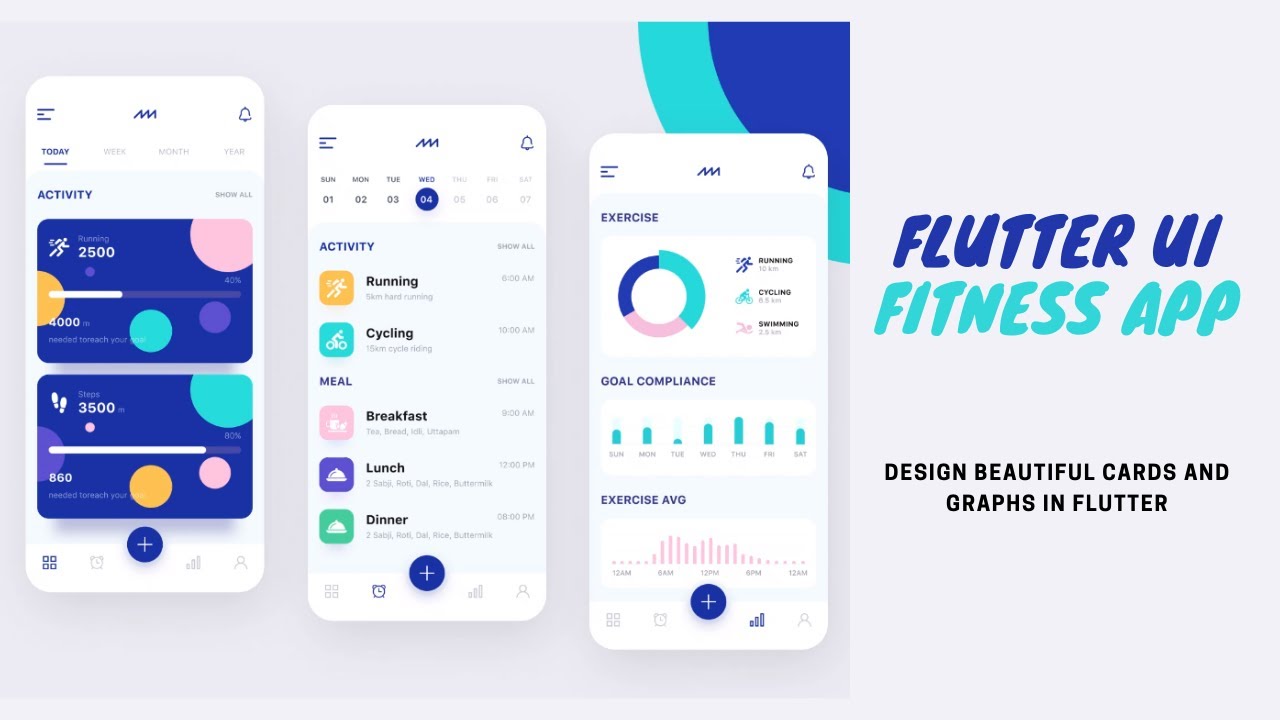 TODAY WEEK MONTH YEAR
ACTIVITY SHOW ALL
Running
2500
40%
4000 m
needed toreach your goal
Steps
3500 m
80%
860
needed toreach your goal
SUN MON TUE WED THU FRI SAT
01 02 03 04 05 06 07
ACTIVITY SHOW ALL
Running 6:00 AM
5km hard running
Cycling 10:00 AM
15km cycle riding
MEAL SHOW ALL
Breakfast 9:00 AM
Tea, Bread, Idli, Uttapam
Lunch 12:00 PM
2 Sabji, Roti, Dal, Rice, Buttermilk
Dinner 08:00 PM
2 Sabji, Roti, Dal, Rice, Buttermilk
EXERCISE
RUNNING
10 km
CYCLING
8.5 km
SWIMMING
2.5 km
GOAL COMPLIANCE
SUN MON TUE WED THU FRI SAT
EXERCISE AVG
12AM 6AM 12PM 6PM 12AM
FLUTTER UI
FITNESS APP
DESIGN BEAUTIFUL CARDS AND
GRAPHS IN FLUTTER